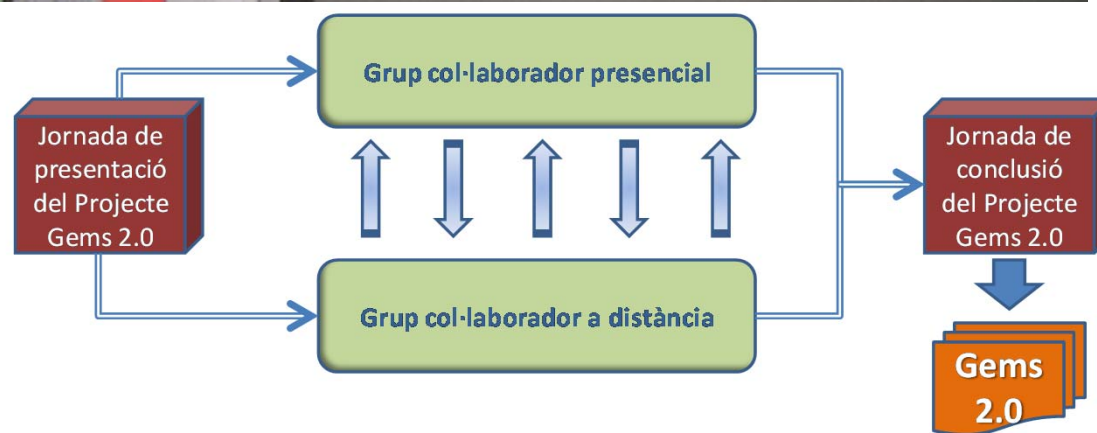 Grup col·laborador presencial
Jornada de
presentació
del Projecte
Gems 2.0
Jornada de
conclusió
del Projecte
Gems 2.0
Grup col·laborador a distància
Gems
2.0